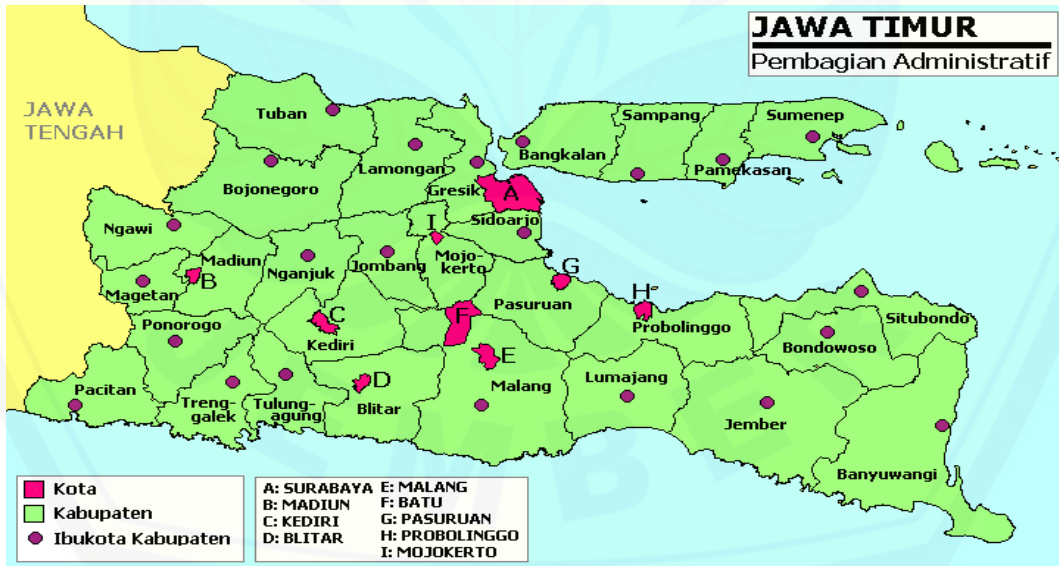 JAWA TIMUR
Pembagian Administratif
JAWA
TENGAH
Tuban
Sampang
Sumenep
Bangkalan
Pamekasan
Lamongan
Bojonegoro
Gresik
A
Sidoarjo
I
Ngawi
Madiun
B
Magetan
Nganjuk
Jombang
Mojo-
kerto
G
Pasuruan
H
Probolinggo
Situbondo
Bondowoso
Ponorogo
C
Kediri
F
E
Malang
Lumajang
Pacitan
Treng-
galek
Tulung-
agung
D
Blitar
Jember
Banyuwangi
Kota
Kabupaten
Ibukota Kabupaten
A: SURABAYA
B: MADIUN
C: KEDIRI
D: BLITAR
E: MALANG
F: BATU
G: PASURUAN
H: PROBOLINGGO
I: MOJOKERTO